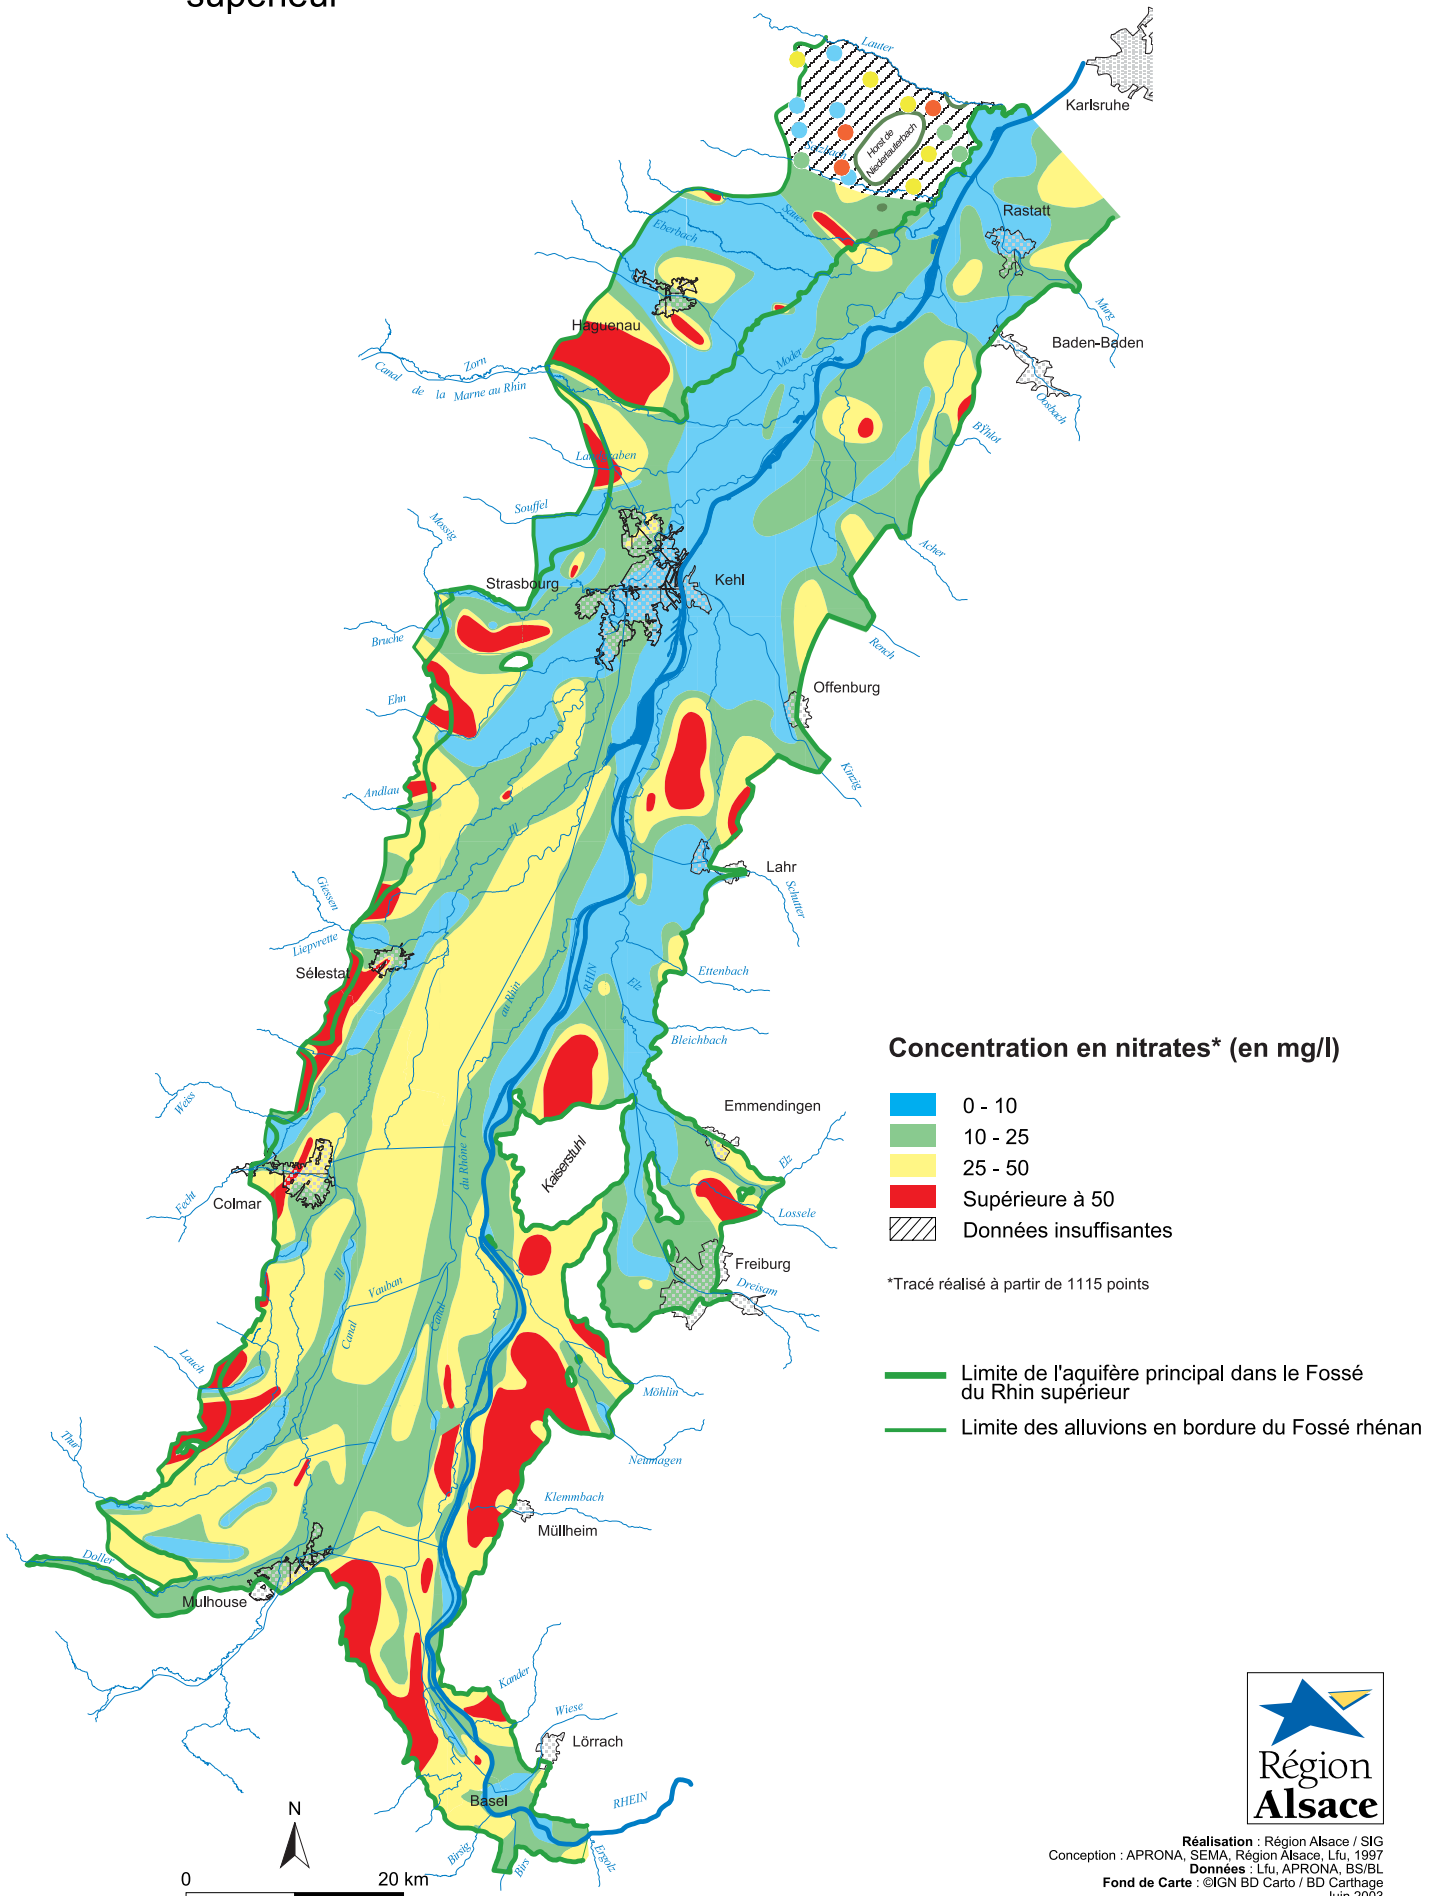 supérieur
Lauter
Karlsruhe
Horst de
Niederlauterbach
Seltzbach
Sauer
Rastatt
Eberbach
Murg
Haguenau
Baden-Baden
Moder
Zorn
Canal de la Marne au Rhin
Oosbach
BŸhlot
Landgraben
Souffel
Mossig
Acher
Strasbourg
Kehl
Bruche
Rench
Offenburg
Ehn
Kinzig
Andlau
Ill
Lahr
Giessen
Schutter
Liepvrette
Sélestat
Ettenbach
RHIN
Elz
au Rhin
Bleichbach
Concentration en nitrates* (en mg/l)
Weiss
0 - 10
Emmendingen
10 - 25
Kaiserstuhl
du Rhône
Elz
25 - 50
Fecht
Colmar
Supérieure à 50
Lossele
Données insuffisantes
Freiburg
Ill
Vauban
Dreisam
*Tracé réalisé à partir de 1115 points
Canal
Canal
Lauch
Limite de l'aquifère principal dans le Fossé
du Rhin supérieur
Möhlin
Limite des alluvions en bordure du Fossé rhénan
Thur
Neumagen
Klemmbach
Müllheim
Doller
Mulhouse
Kander
Wiese
Lörrach
Basel
RHEIN
Région
Alsace
N
Birsig
Birs
Ergolz
0 20 km
Réalisation : Région Alsace / SIG
Conception : APRONA, SEMA, Région Alsace, Lfu, 1997
Données : Lfu, APRONA, BS/BL
Fond de Carte : ©IGN BD Carto / BD Carthage
Juin 2003